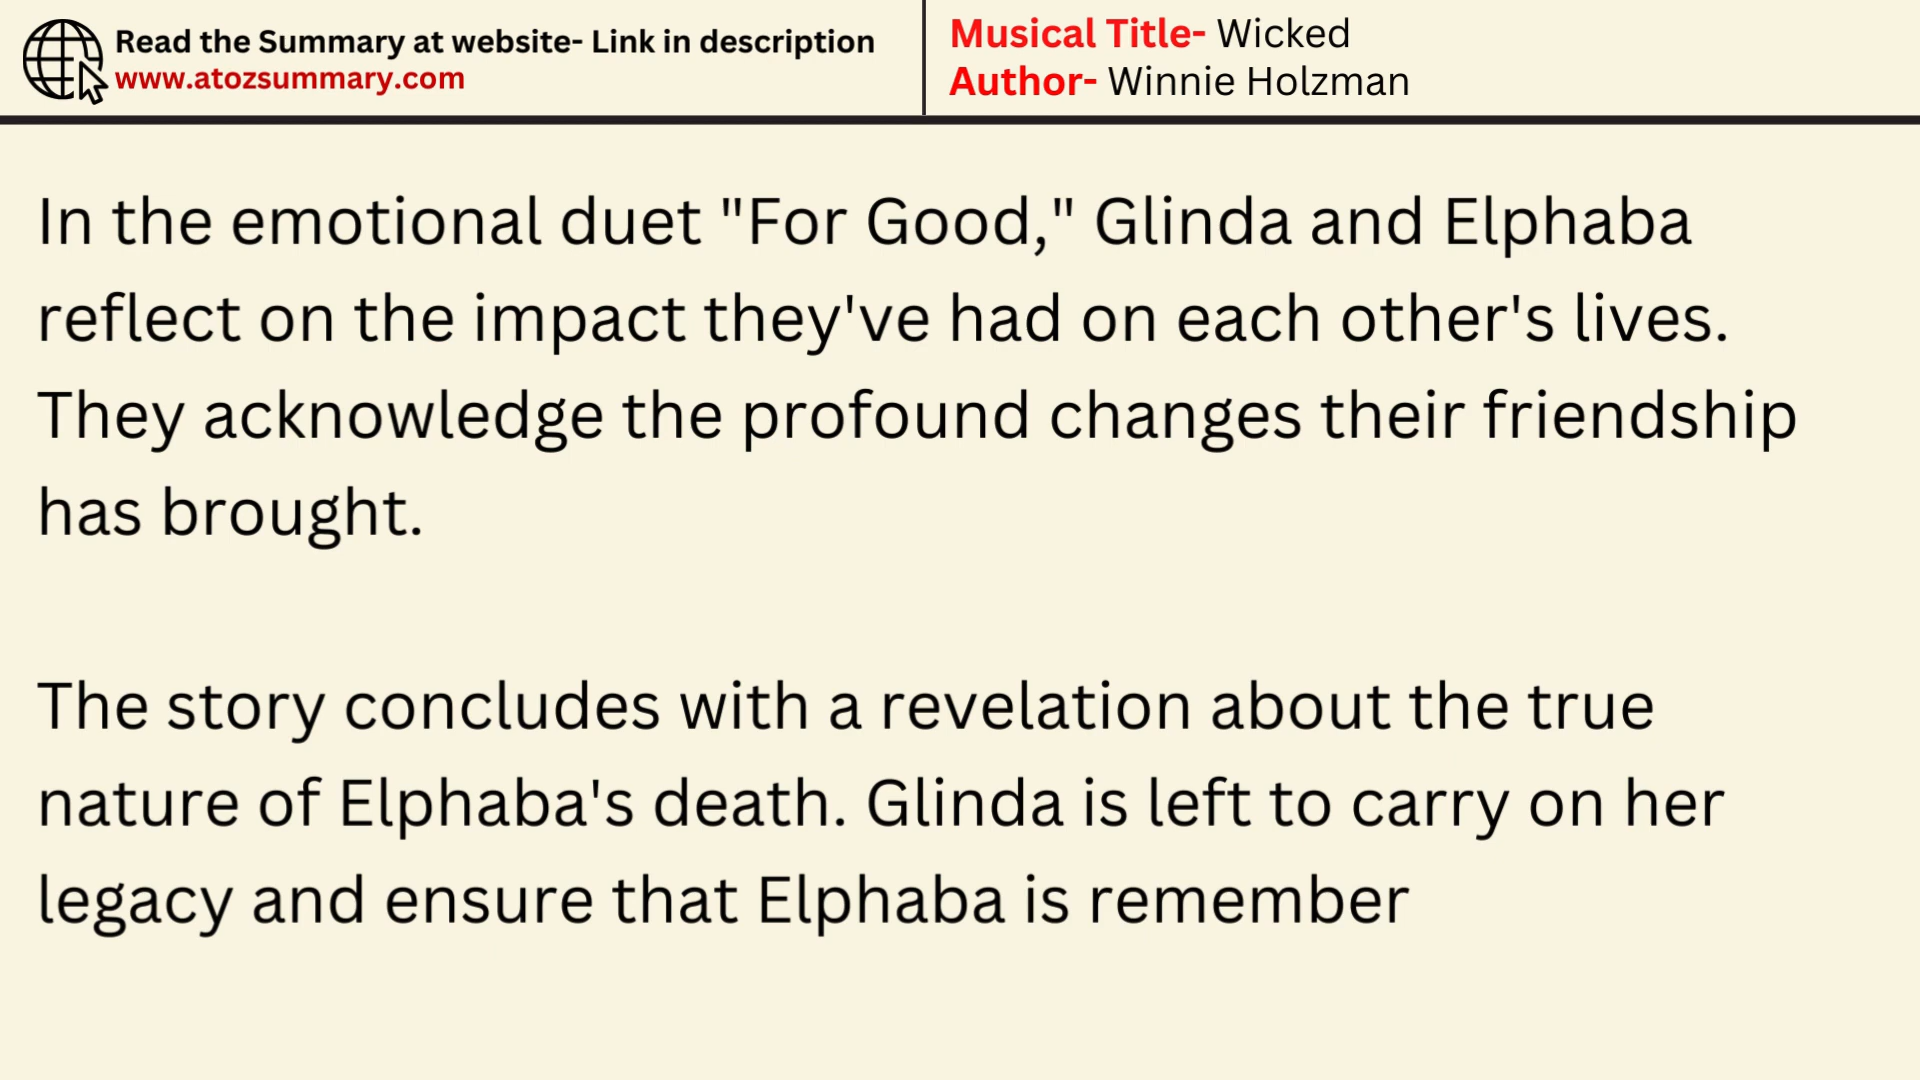 Read the Summary at website- Link in description
www.atozsummary.com
Musical Title- Wicked
Author- Winnie Holzman
In the emotional duet "For Good," Glinda and Elphaba
reflect on the impact they've had on each other's lives.
They acknowledge the profound changes their friendship
has brought.
The story concludes with a revelation about the true
nature of Elphaba's death. Glinda is left to carry on her
legacy and ensure that Elphaba is remember